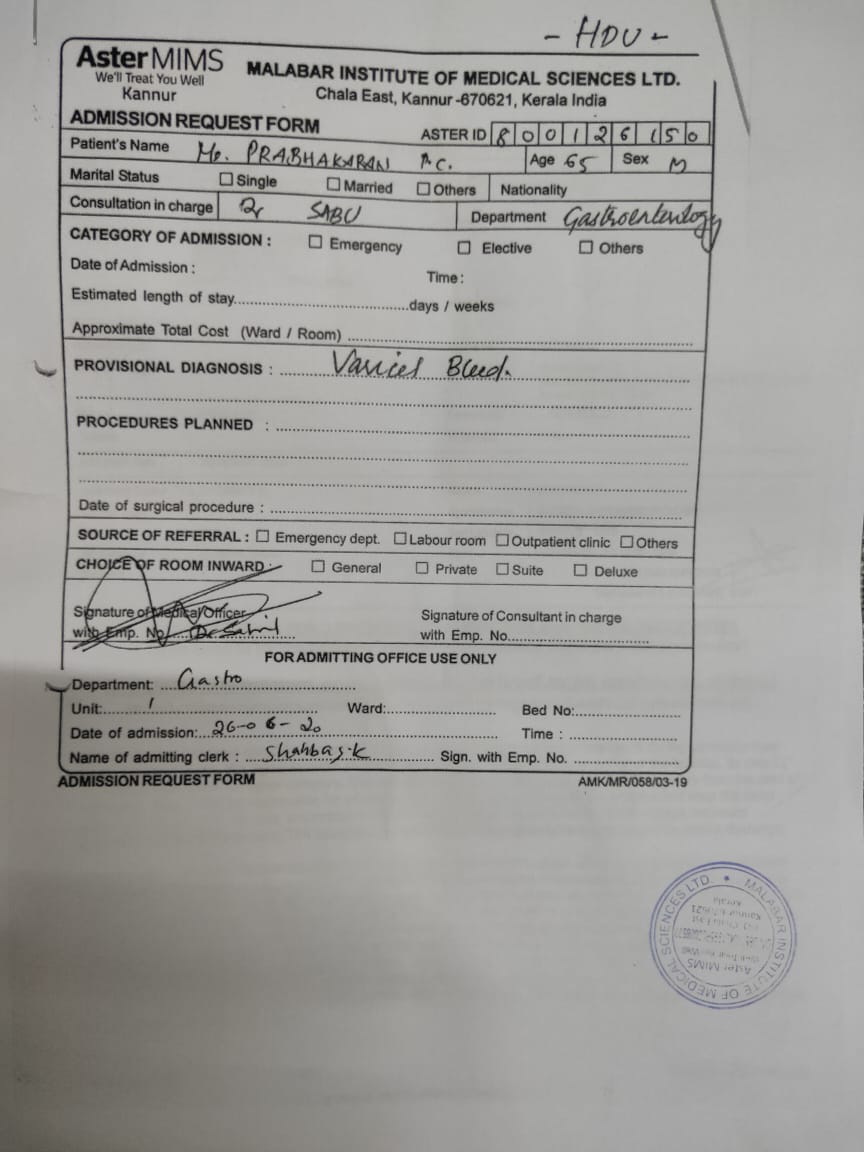 - HDU -
Aster MIMS
We'll Treat You Well
Kannur
MALABAR INSTITUTE OF MEDICAL SCIENCES LTD.
Chala East, Kannur -670621, Kerala India
ADMISSION REQUEST FORM
ASTER ID 8 0 0 1 2 6 1 5 0
Patient's Name Mr. PRABHAKARAN Age 65 Sex M
Marital Status Single Married Others Nationality
Consultation in charge Dr SABU Department Gastroenterology
CATEGORY OF ADMISSION : Emergency Elective Others
Date of Admission : Time :
Estimated length of stay..........days / weeks
Approximate Total Cost (Ward / Room) ..........
PROVISIONAL DIAGNOSIS : Varicel Bleed.
PROCEDURES PLANNED : ..........
Date of surgical procedure : ..........
SOURCE OF REFERRAL : Emergency dept. Labour room Outpatient clinic Others
CHOICE OF ROOM INWARD : General Private Suite Deluxe
Signature of Medical Officer Signature of Consultant in charge
with Emp. No. with Emp. No..........
FOR ADMITTING OFFICE USE ONLY
Department: Gastro
Unit: 1 Ward:.......... Bed No:..........
Date of admission: 26-06-20 Time : ..........
Name of admitting clerk : Shahbas.k Sign. with Emp. No. ..........
ADMISSION REQUEST FORM AMK/MR/058/03-19
MALABAR INSTITUTE OF MEDICAL SCIENCES LTD.
Aster MIMS